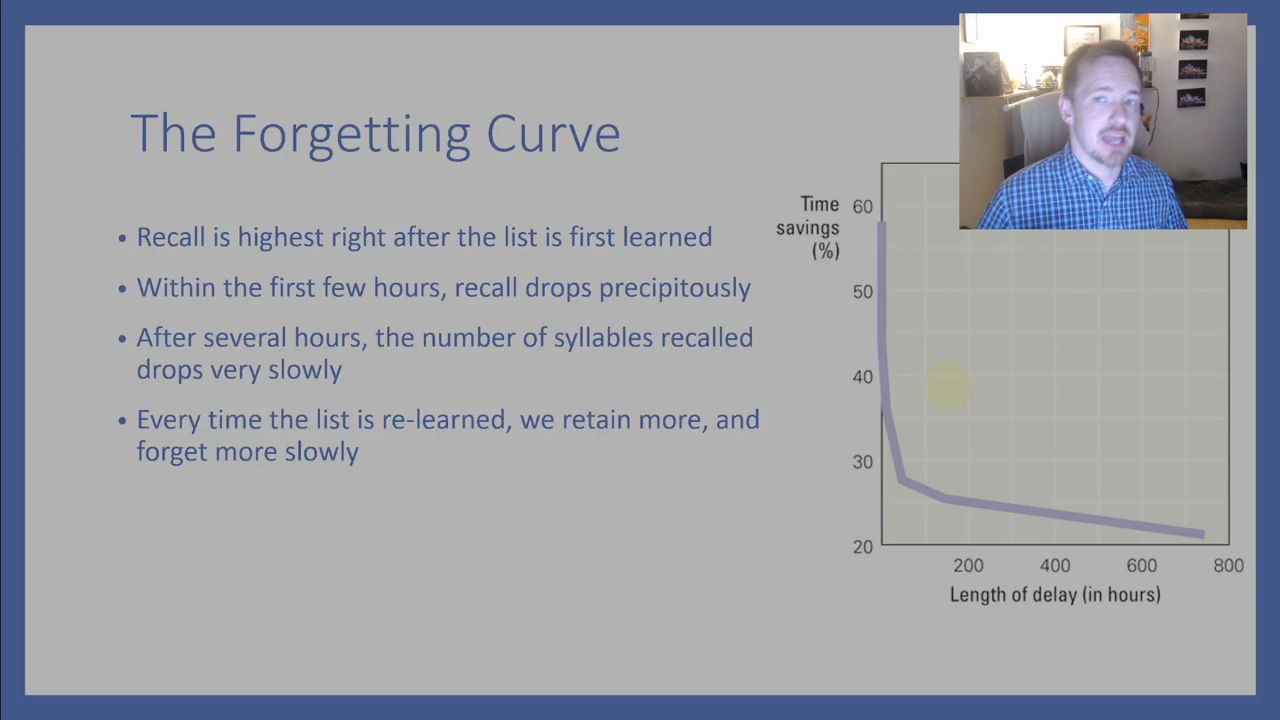 The Forgetting Curve
• Recall is highest right after the list is first learned
• Within the first few hours, recall drops precipitously
• After several hours, the number of syllables recalled
drops very slowly
• Every time the list is re-learned, we retain more, and
forget more slowly
TAPE
Time
savings
(%)
60
50
40
30
20
200 400 600 800
Length of delay (in hours)